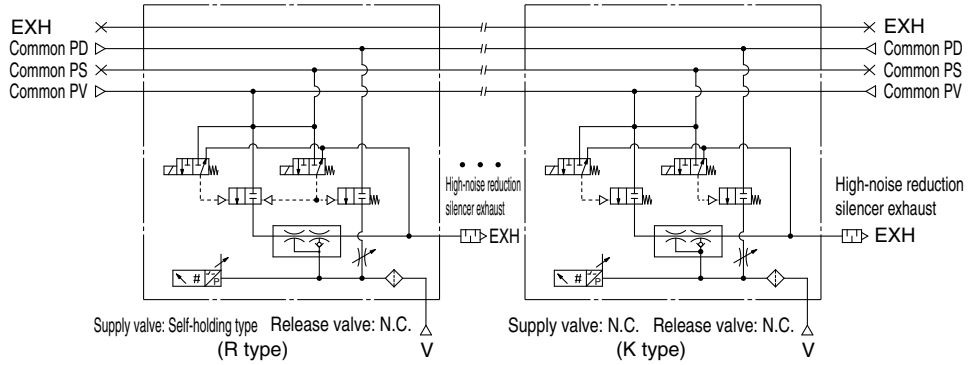 EXH
Common PD
Common PS
Common PV
EXH
Common PD
Common PS
Common PV
High-noise reduction
silencer exhaust
EXH
High-noise reduction
silencer exhaust
EXH
# P
# P
Supply valve: Self-holding type Release valve: N.C.
(R type)
V
Supply valve: N.C. Release valve: N.C.
(K type)
V